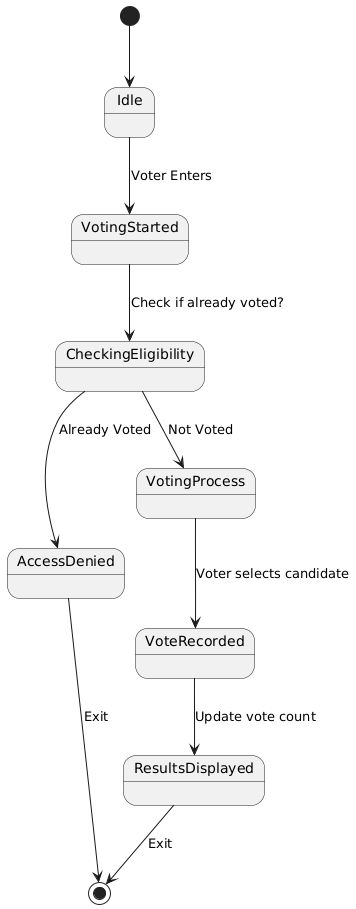 Idle
Voter Enters
VotingStarted
Check if already voted?
CheckingEligibility
Already Voted
Not Voted
VotingProcess
AccessDenied
Voter selects candidate
VoteRecorded
Exit
Update vote count
ResultsDisplayed
Exit